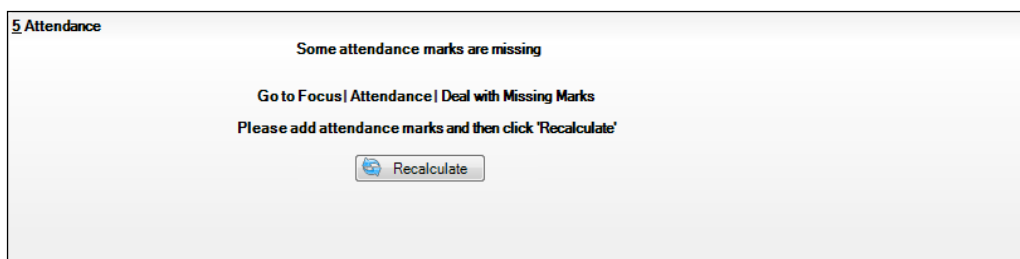 5 Attendance
Some attendance marks are missing
Go to Focus| Attendance| Deal with Missing Marks
Please add attendance marks and then click 'Recalculate'
Recalculate